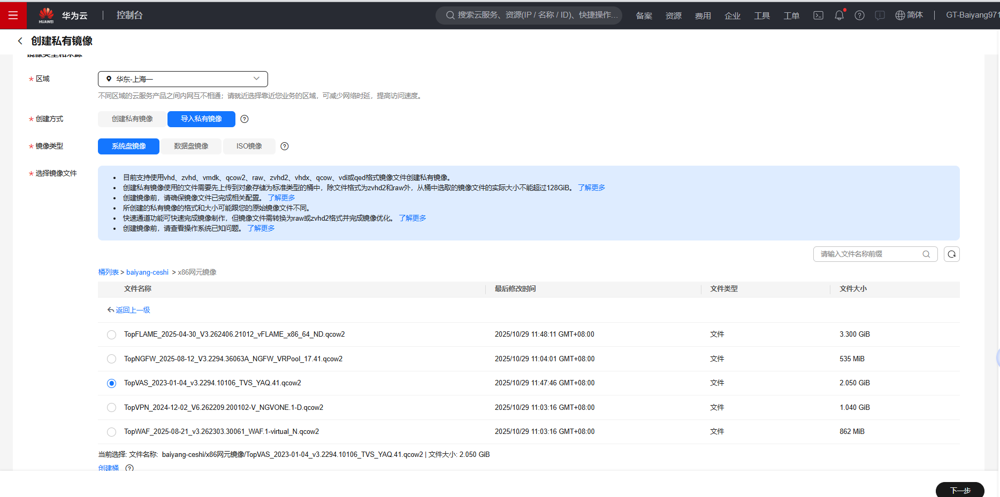 HUAWEI
华为云
控制台
搜索云服务、资源(IP / 名称 / ID)、快捷操作...
备案
资源
费用
企业
工具
工单
简体
GT-Baiyang971
创建私有镜像
镜像类型和来源
* 区域
华东-上海一
不同区域的云服务产品之间内网互不相通；请就近选择靠近您业务的区域，可减少网络时延，提高访问速度。
* 创建方式
创建私有镜像
导入私有镜像
* 镜像类型
系统盘镜像
数据盘镜像
ISO镜像
* 选择镜像文件
• 目前支持使用vhd、zvhd、vmdk、qcow2、raw、zvhd2、vhdx、qcow、vdi或qed格式镜像文件创建私有镜像。
• 创建私有镜像使用的文件需要先上传到对象存储为标准类型的桶中，除文件格式为zvhd2和raw外，从桶中选取的镜像文件的实际大小不能超过128GiB。 了解更多
• 创建镜像前，请确保镜像文件已完成相关配置。 了解更多
• 所创建的私有镜像的格式和大小可能跟您的原始镜像文件不同。
• 快速通道功能可快速完成镜像制作，但镜像文件需转换为raw或zvhd2格式并完成镜像优化。 了解更多
• 创建镜像前，请查看操作系统已知问题。 了解更多
请输入文件名称前缀
桶列表 > baiyang-ceshi > x86网元镜像
文件名称 最后修改时间 文件类型 文件大小
返回上一级
TopFLAME_2025-04-30_V3.262406.21012_vFLAME_x86_64_ND.qcow2 2025/10/29 11:48:11 GMT+08:00 文件 3.300 GiB
TopNGFW_2025-08-12_V3.2294.36063A_NGFW_VRPool_17.41.qcow2 2025/10/29 11:04:01 GMT+08:00 文件 535 MiB
TopVAS_2023-01-04_v3.2294.10106_TVS_YAQ.41.qcow2 2025/10/29 11:47:46 GMT+08:00 文件 2.050 GiB
TopVPN_2024-12-02_V6.262209.200102-V_NGVONE.1-D.qcow2 2025/10/29 11:03:16 GMT+08:00 文件 1.040 GiB
TopWAF_2025-08-21_v3.262303.30061_WAF.1-virtual_N.qcow2 2025/10/29 11:03:16 GMT+08:00 文件 862 MiB
当前选择: 文件名称: baiyang-ceshi/x86网元镜像/TopVAS_2023-01-04_v3.2294.10106_TVS_YAQ.41.qcow2 | 文件大小: 2.050 GiB
创建桶
下一步